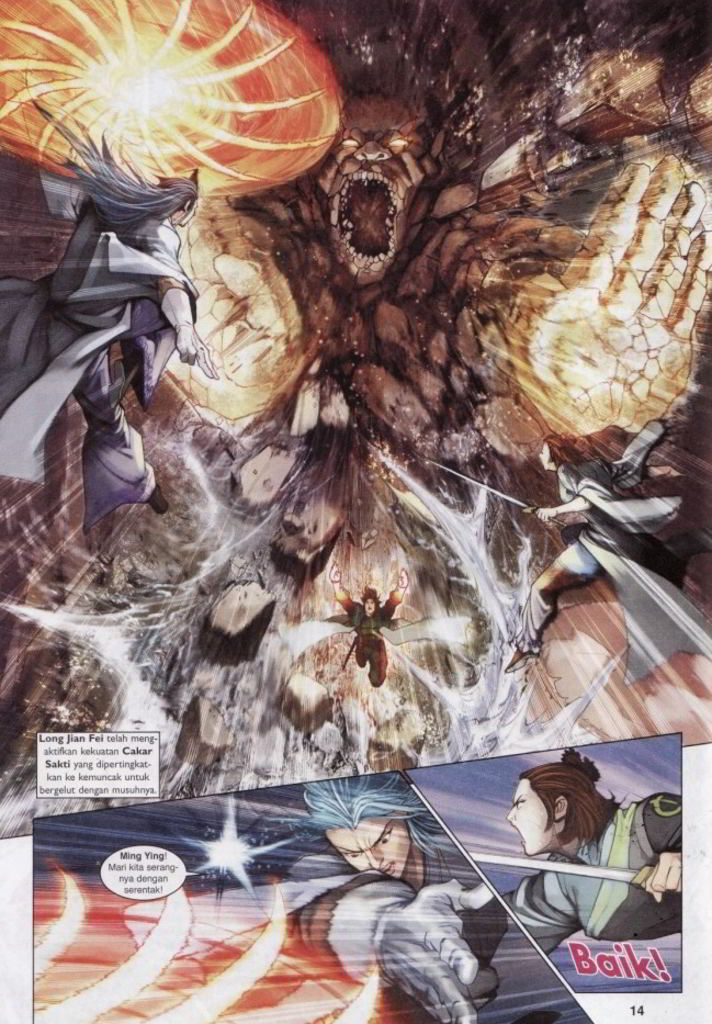 Long Jian Fei telah meng-
aktifkan kekuatan Cakar
Sakti yang dipertingkat-
kan ke kemuncak untuk
bergelut dengan musuhnya.
Ming Ying!
Mari kita serang-
nya dengan
serentak!
Baik!
14